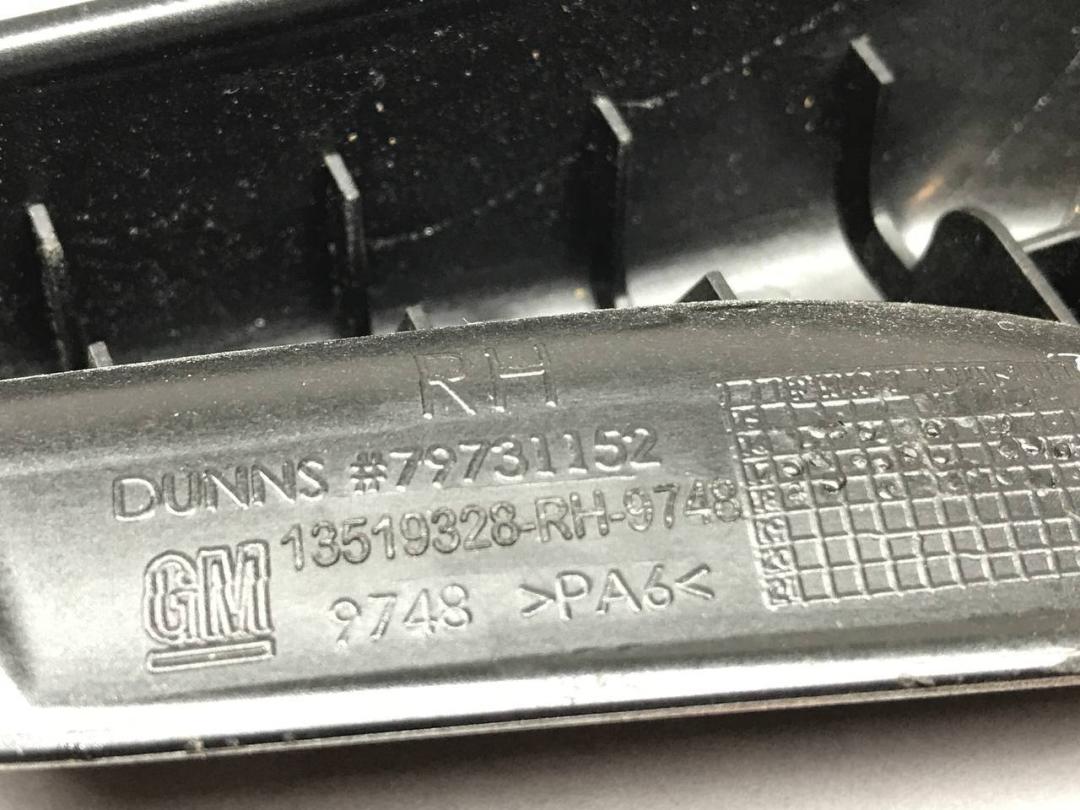 RH
DUNNS #79731152
13519328-RH-9748
GM
9748 >PA6<